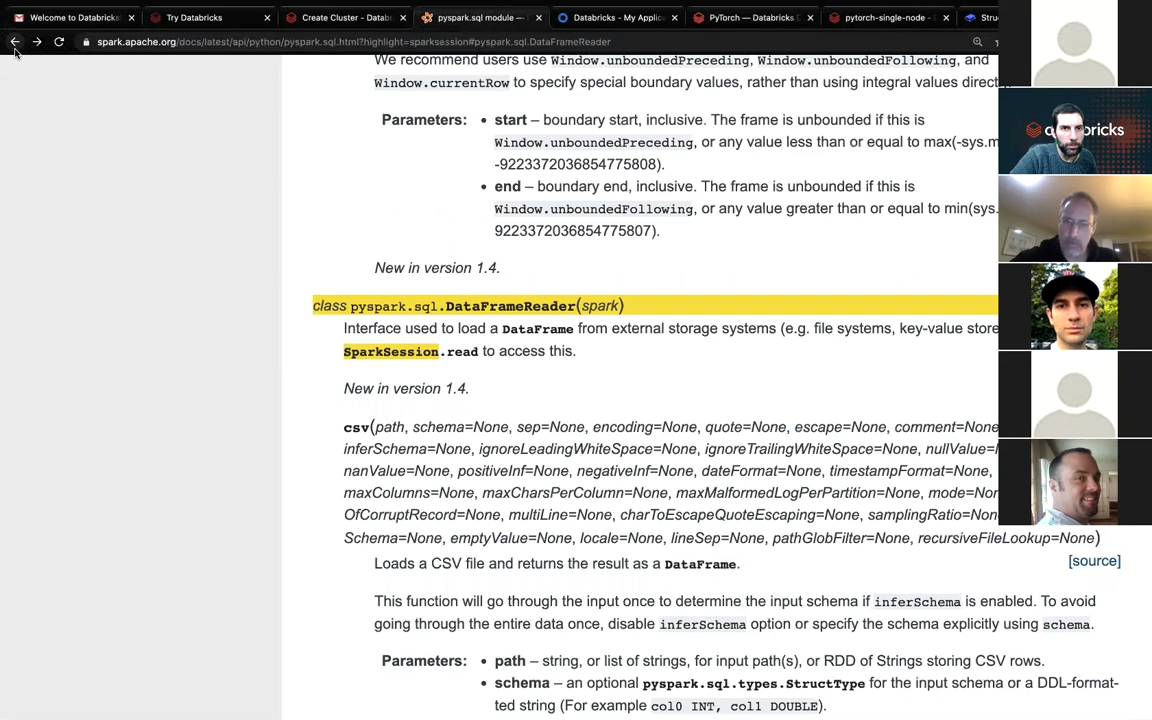 Welcome to Databricks!
Try Databricks
Create Cluster - Datab
pyspark.sql module —
Databricks - My Applica
PyTorch — Databricks D
pytorch-single-node - D
Struc
spark.apache.org/docs/latest/api/python/pyspark.sql.html?highlight=sparksession#pyspark.sql.DataFrameReader
We recommend users use Window.unboundedPreceding, Window.unboundedFollowing, and
Window.currentRow to specify special boundary values, rather than using integral values direct
Parameters: • start – boundary start, inclusive. The frame is unbounded if this is
Window.unboundedPreceding, or any value less than or equal to max(-sys.m
-9223372036854775808).
• end – boundary end, inclusive. The frame is unbounded if this is
Window.unboundedFollowing, or any value greater than or equal to min(sys.
9223372036854775807).
New in version 1.4.
class pyspark.sql.DataFrameReader(spark)
Interface used to load a DataFrame from external storage systems (e.g. file systems, key-value store
SparkSession.read to access this.
New in version 1.4.
csv(path, schema=None, sep=None, encoding=None, quote=None, escape=None, comment=None
inferSchema=None, ignoreLeadingWhiteSpace=None, ignoreTrailingWhiteSpace=None, nullValue=
nanValue=None, positiveInf=None, negativeInf=None, dateFormat=None, timestampFormat=None,
maxColumns=None, maxCharsPerColumn=None, maxMalformedLogPerPartition=None, mode=Non
OfCorruptRecord=None, multiLine=None, charToEscapeQuoteEscaping=None, samplingRatio=Non
Schema=None, emptyValue=None, locale=None, lineSep=None, pathGlobFilter=None, recursiveFileLookup=None)
[source]
Loads a CSV file and returns the result as a DataFrame.
This function will go through the input once to determine the input schema if inferSchema is enabled. To avoid
going through the entire data once, disable inferSchema option or specify the schema explicitly using schema.
Parameters: • path – string, or list of strings, for input path(s), or RDD of Strings storing CSV rows.
• schema – an optional pyspark.sql.types.StructType for the input schema or a DDL-format-
ted string (For example col0 INT, col1 DOUBLE).